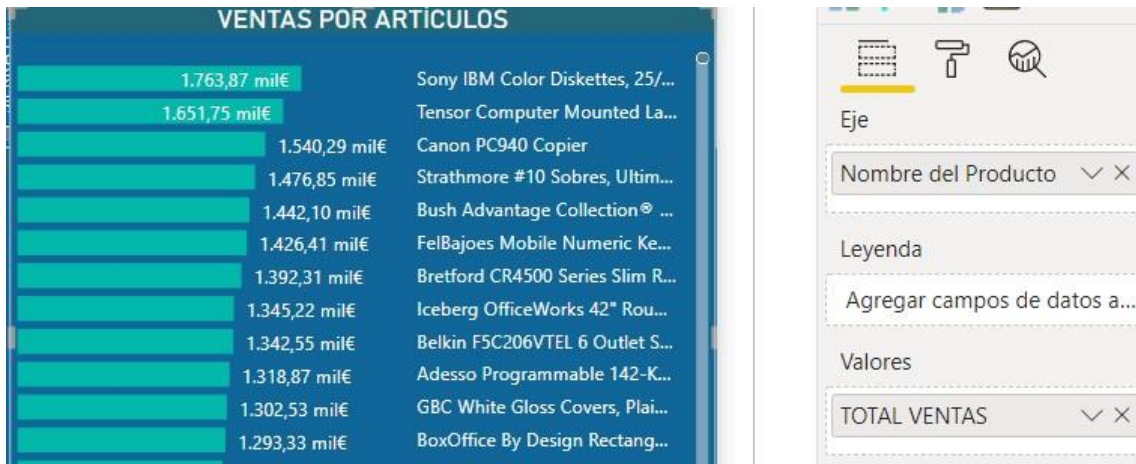 VENTAS POR ARTÍCULOS
1.763,87 mil€ Sony IBM Color Diskettes, 25/...
1.651,75 mil€ Tensor Computer Mounted La...
1.540,29 mil€ Canon PC940 Copier
1.476,85 mil€ Strathmore #10 Sobres, Ultim...
1.442,10 mil€ Bush Advantage Collection® ...
1.426,41 mil€ FelBajoes Mobile Numeric Ke...
1.392,31 mil€ Bretford CR4500 Series Slim R...
1.345,22 mil€ Iceberg OfficeWorks 42" Rou...
1.342,55 mil€ Belkin F5C206VTEL 6 Outlet S...
1.318,87 mil€ Adesso Programmable 142-K...
1.302,53 mil€ GBC White Gloss Covers, Plai...
1.293,33 mil€ BoxOffice By Design Rectang...
Eje
Nombre del Producto
Leyenda
Agregar campos de datos a...
Valores
TOTAL VENTAS